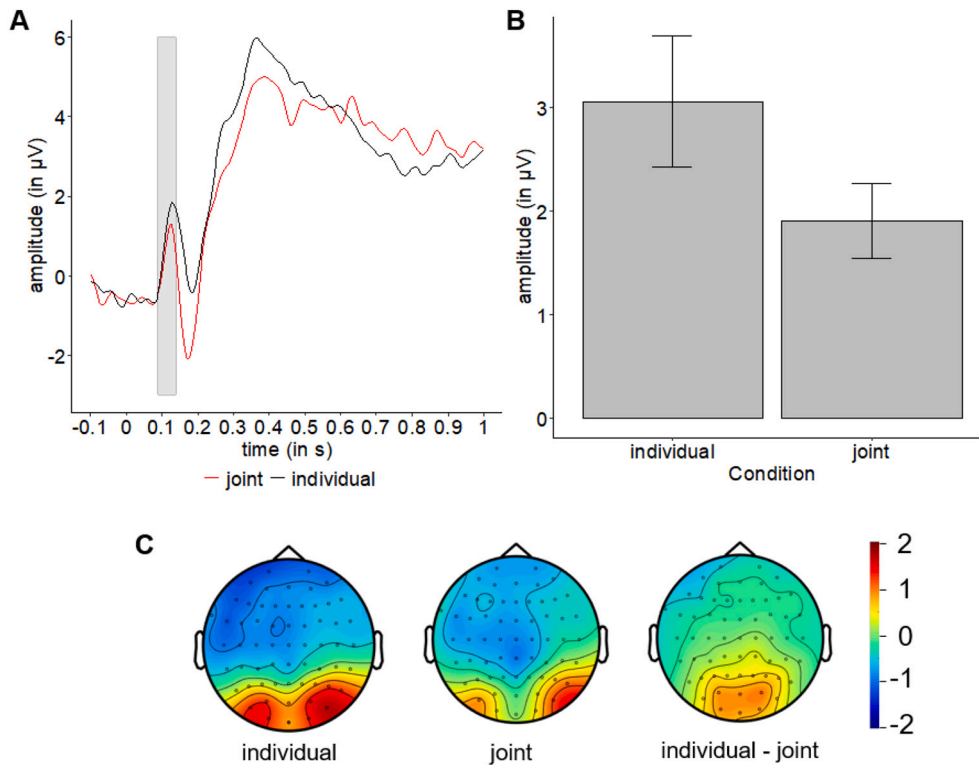 A
amplitude (in µV)
6
4
2
0
-2
-0.1 0 0.1 0.2 0.3 0.4 0.5 0.6 0.7 0.8 0.9 1
time (in s)
joint individual
B
amplitude (in µV)
3
2
1
0
individual joint
Condition
C
2
1
0
-1
-2
individual joint individual - joint